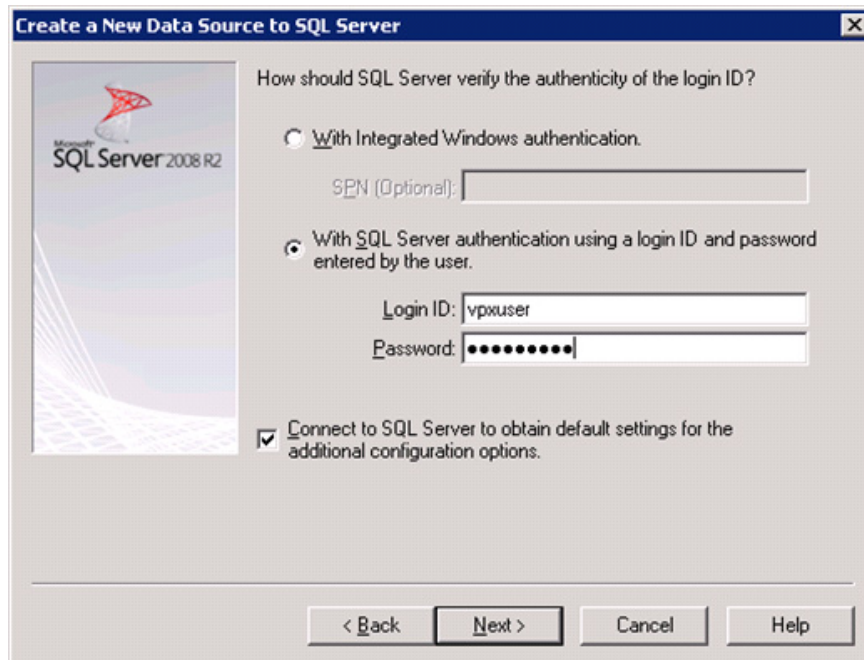 Create a New Data Source to SQL Server
Microsoft
SQL Server 2008 R2
How should SQL Server verify the authenticity of the login ID?
With Integrated Windows authentication.
SPN (Optional):
With SQL Server authentication using a login ID and password
entered by the user.
Login ID: vpxuser
Password: ●●●●●●●●●
Connect to SQL Server to obtain default settings for the
additional configuration options.
< Back Next > Cancel Help